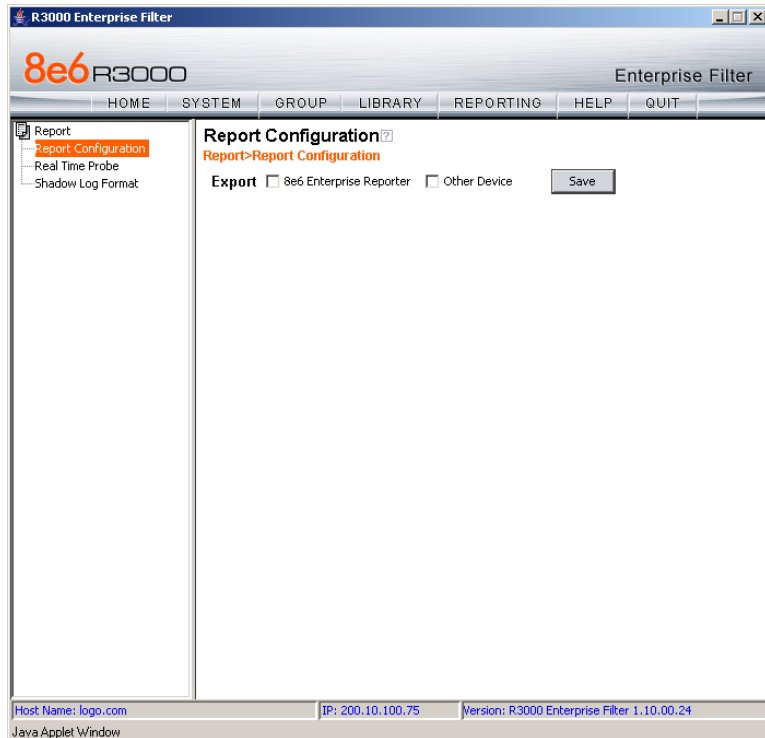 R3000 Enterprise Filter
8e6 R3000
Enterprise Filter
HOME SYSTEM GROUP LIBRARY REPORTING HELP QUIT
Report
Report Configuration
Real Time Probe
Shadow Log Format
Report Configuration
Report>Report Configuration
Export 8e6 Enterprise Reporter Other Device Save
Host Name: logo.com IP: 200.10.100.75 Version: R3000 Enterprise Filter 1.10.00.24
Java Applet Window